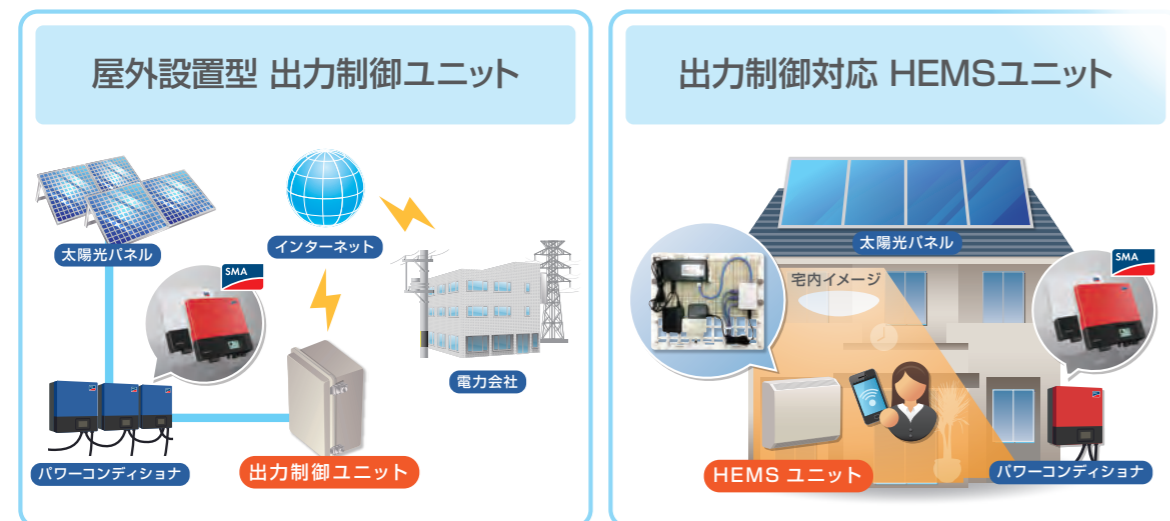 屋外設置型 出力制御ユニット
太陽光パネル
インターネット
SMA
電力会社
パワーコンディショナ
出力制御ユニット
出力制御対応 HEMSユニット
太陽光パネル
宅内イメージ
SMA
HEMS ユニット
パワーコンディショナ